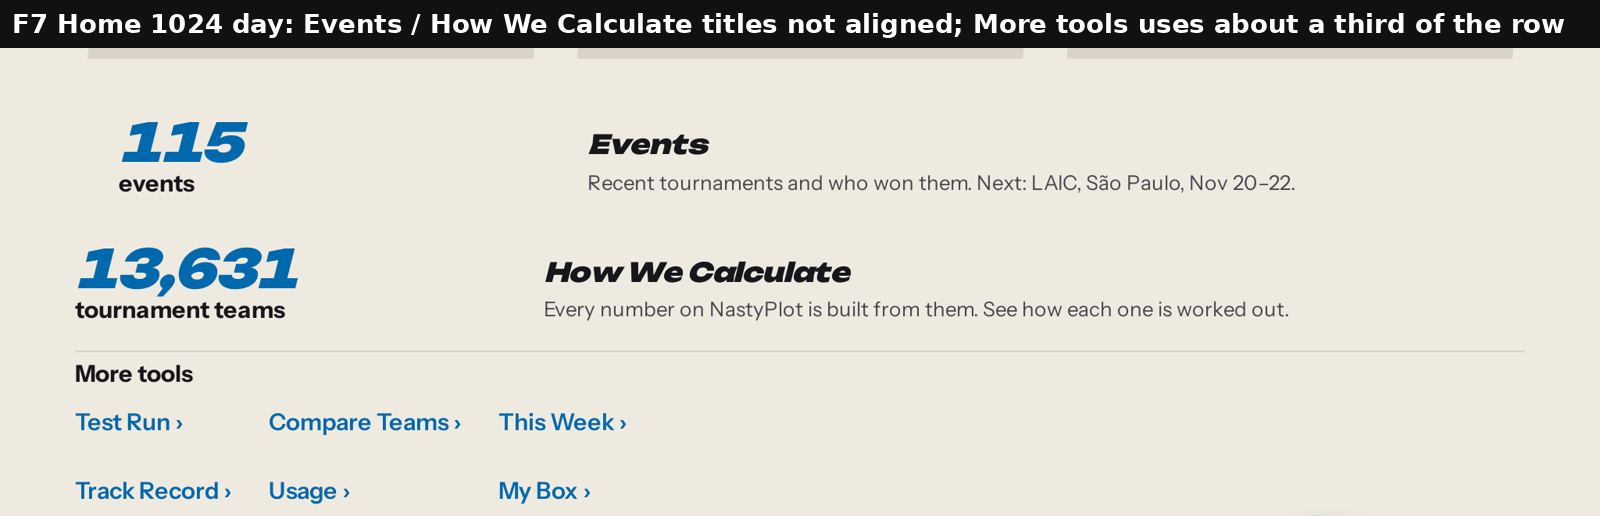 F7 Home 1024 day: Events / How We Calculate titles not aligned; More tools uses about a third of the row
115
events
Events
Recent tournaments and who won them. Next: LAIC, São Paulo, Nov 20–22.
13,631
tournament teams
How We Calculate
Every number on NastyPlot is built from them. See how each one is worked out.
More tools
Test Run › Compare Teams › This Week ›
Track Record › Usage › My Box ›